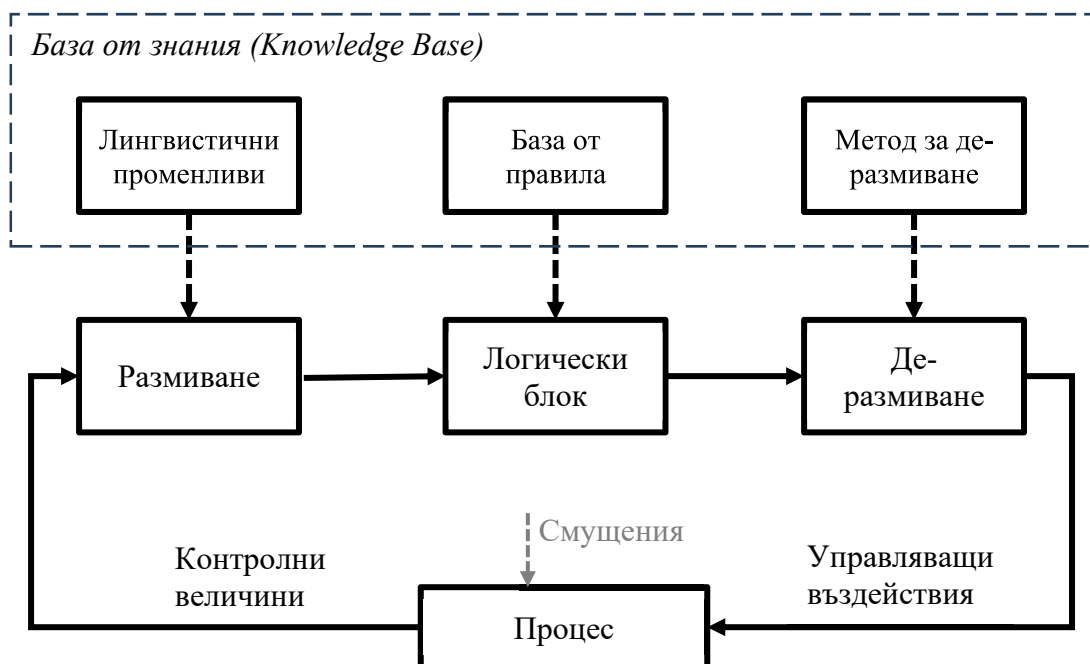 База от знания (Knowledge Base)
Лингвистични
променливи
База от
правила
Метод за де-
размиване
Размиване
Логически
блок
Де-
размиване
Смущения
Контролни
величини
Управляващи
въздействия
Процес